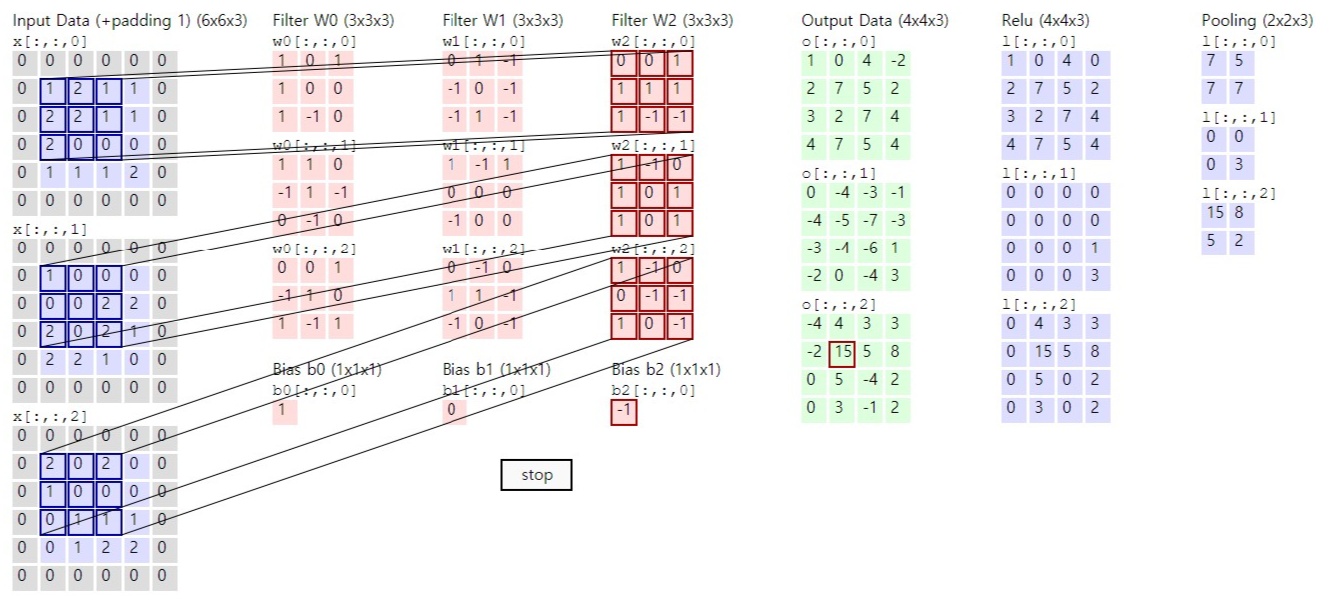 Input Data (+padding 1) (6x6x3)
x[:,:,0]
0 0 0 0 0 0
0 1 2 1 1 0
0 2 2 1 1 0
0 2 0 0 0 0
0 1 1 1 2 0
0 0 0 0 0 0
x[:,:,1]
0 0 0 0 0 0
0 1 0 0 0 0
0 0 0 2 2 0
0 2 0 2 1 0
0 2 2 1 0 0
0 0 0 0 0 0
x[:,:,2]
0 0 0 0 0 0
0 2 0 2 0 0
0 1 0 0 0 0
0 0 1 1 1 0
0 0 1 2 2 0
0 0 0 0 0 0
Filter W0 (3x3x3)
w0[:,:,0]
1 0 1
1 0 0
1 -1 0
w0[:,:,1]
1 1 0
-1 1 -1
0 -1 0
w0[:,:,2]
0 0 1
-1 1 0
1 -1 1
Bias b0 (1x1x1)
b0[:,:,0]
1
Filter W1 (3x3x3)
w1[:,:,0]
0 1 -1
-1 0 -1
-1 1 -1
w1[:,:,1]
1 -1 1
0 0 0
-1 0 0
w1[:,:,2]
0 -1 0
1 1 -1
-1 0 -1
Bias b1 (1x1x1)
b1[:,:,0]
0
Filter W2 (3x3x3)
w2[:,:,0]
0 0 1
1 1 1
1 -1 -1
w2[:,:,1]
1 -1 0
1 0 1
1 0 1
w2[:,:,2]
1 -1 0
0 -1 -1
1 0 -1
Bias b2 (1x1x1)
b2[:,:,0]
-1
stop
Output Data (4x4x3)
o[:,:,0]
1 0 4 -2
2 7 5 2
3 2 7 4
4 7 5 4
o[:,:,1]
0 -4 -3 -1
-4 -5 -7 -3
-3 -4 -6 1
-2 0 -4 3
o[:,:,2]
-4 4 3 3
-2 15 5 8
0 5 -4 2
0 3 -1 2
Relu (4x4x3)
l[:,:,0]
1 0 4 0
2 7 5 2
3 2 7 4
4 7 5 4
l[:,:,1]
0 0 0 0
0 0 0 0
0 0 0 1
0 0 0 3
l[:,:,2]
0 4 3 3
0 15 5 8
0 5 0 2
0 3 0 2
Pooling (2x2x3)
l[:,:,0]
7 5
7 7
l[:,:,1]
0 0
0 3
l[:,:,2]
15 8
5 2